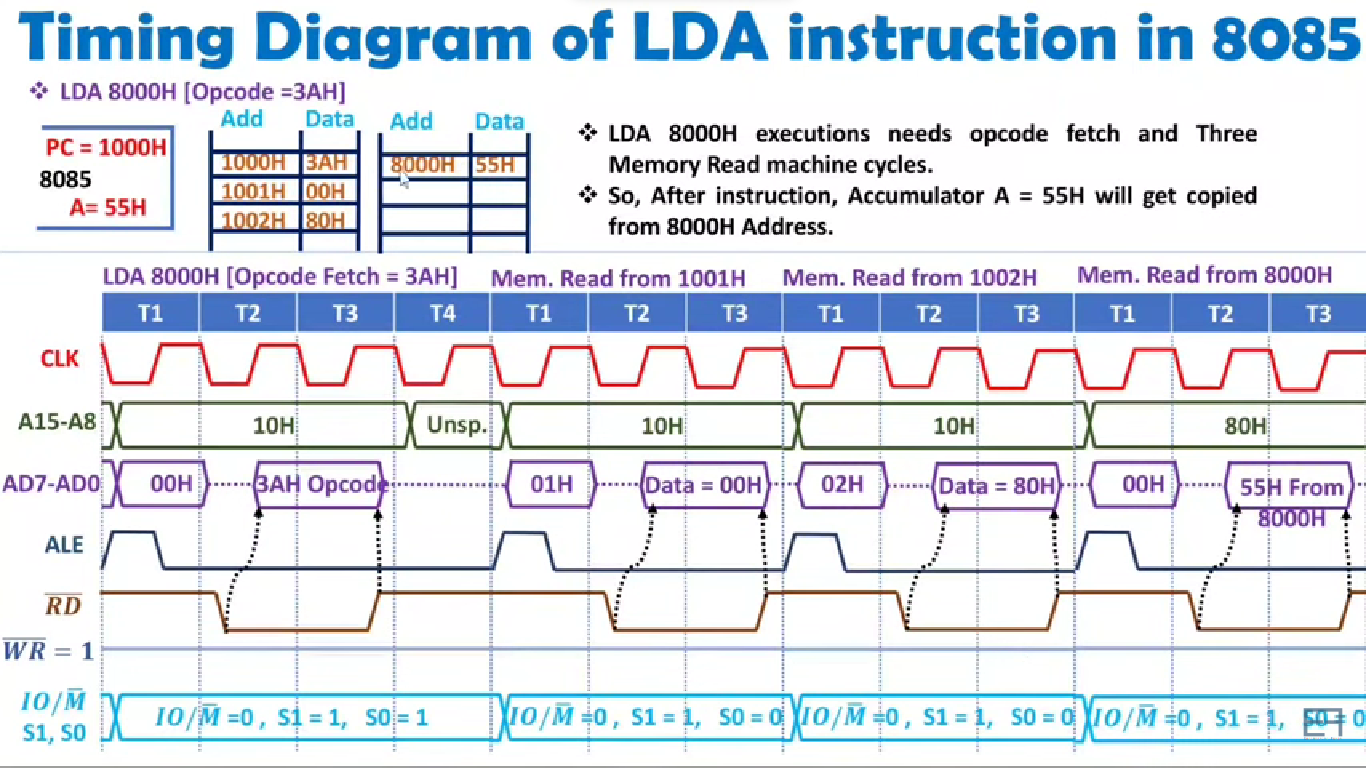 Timing Diagram of LDA instruction in 8085
❖ LDA 8000H [Opcode =3AH]
PC = 1000H
8085
A= 55H
Add Data
1000H 3AH
1001H 00H
1002H 80H
Add Data
8000H 55H
❖ LDA 8000H executions needs opcode fetch and Three
Memory Read machine cycles.
❖ So, After instruction, Accumulator A = 55H will get copied
from 8000H Address.
LDA 8000H [Opcode Fetch = 3AH] Mem. Read from 1001H Mem. Read from 1002H Mem. Read from 8000H
T1 T2 T3 T4 T1 T2 T3 T1 T2 T3 T1 T2 T3
CLK
A15-A8 10H Unsp. 10H 10H 80H
AD7-AD0 00H 3AH Opcode 01H Data = 00H 02H Data = 80H 00H 55H From
8000H
ALE
R̅D̅
W̅R̅ = 1
IO/M̅
S1, S0
IO/M̅ =0 , S1 = 1, S0 = 1 IO/M̅ =0 , S1 = 1, S0 = 0 IO/M̅ =0 , S1 = 1, S0 = 0 IO/M̅ =0 , S1 = 1, S0 = 0